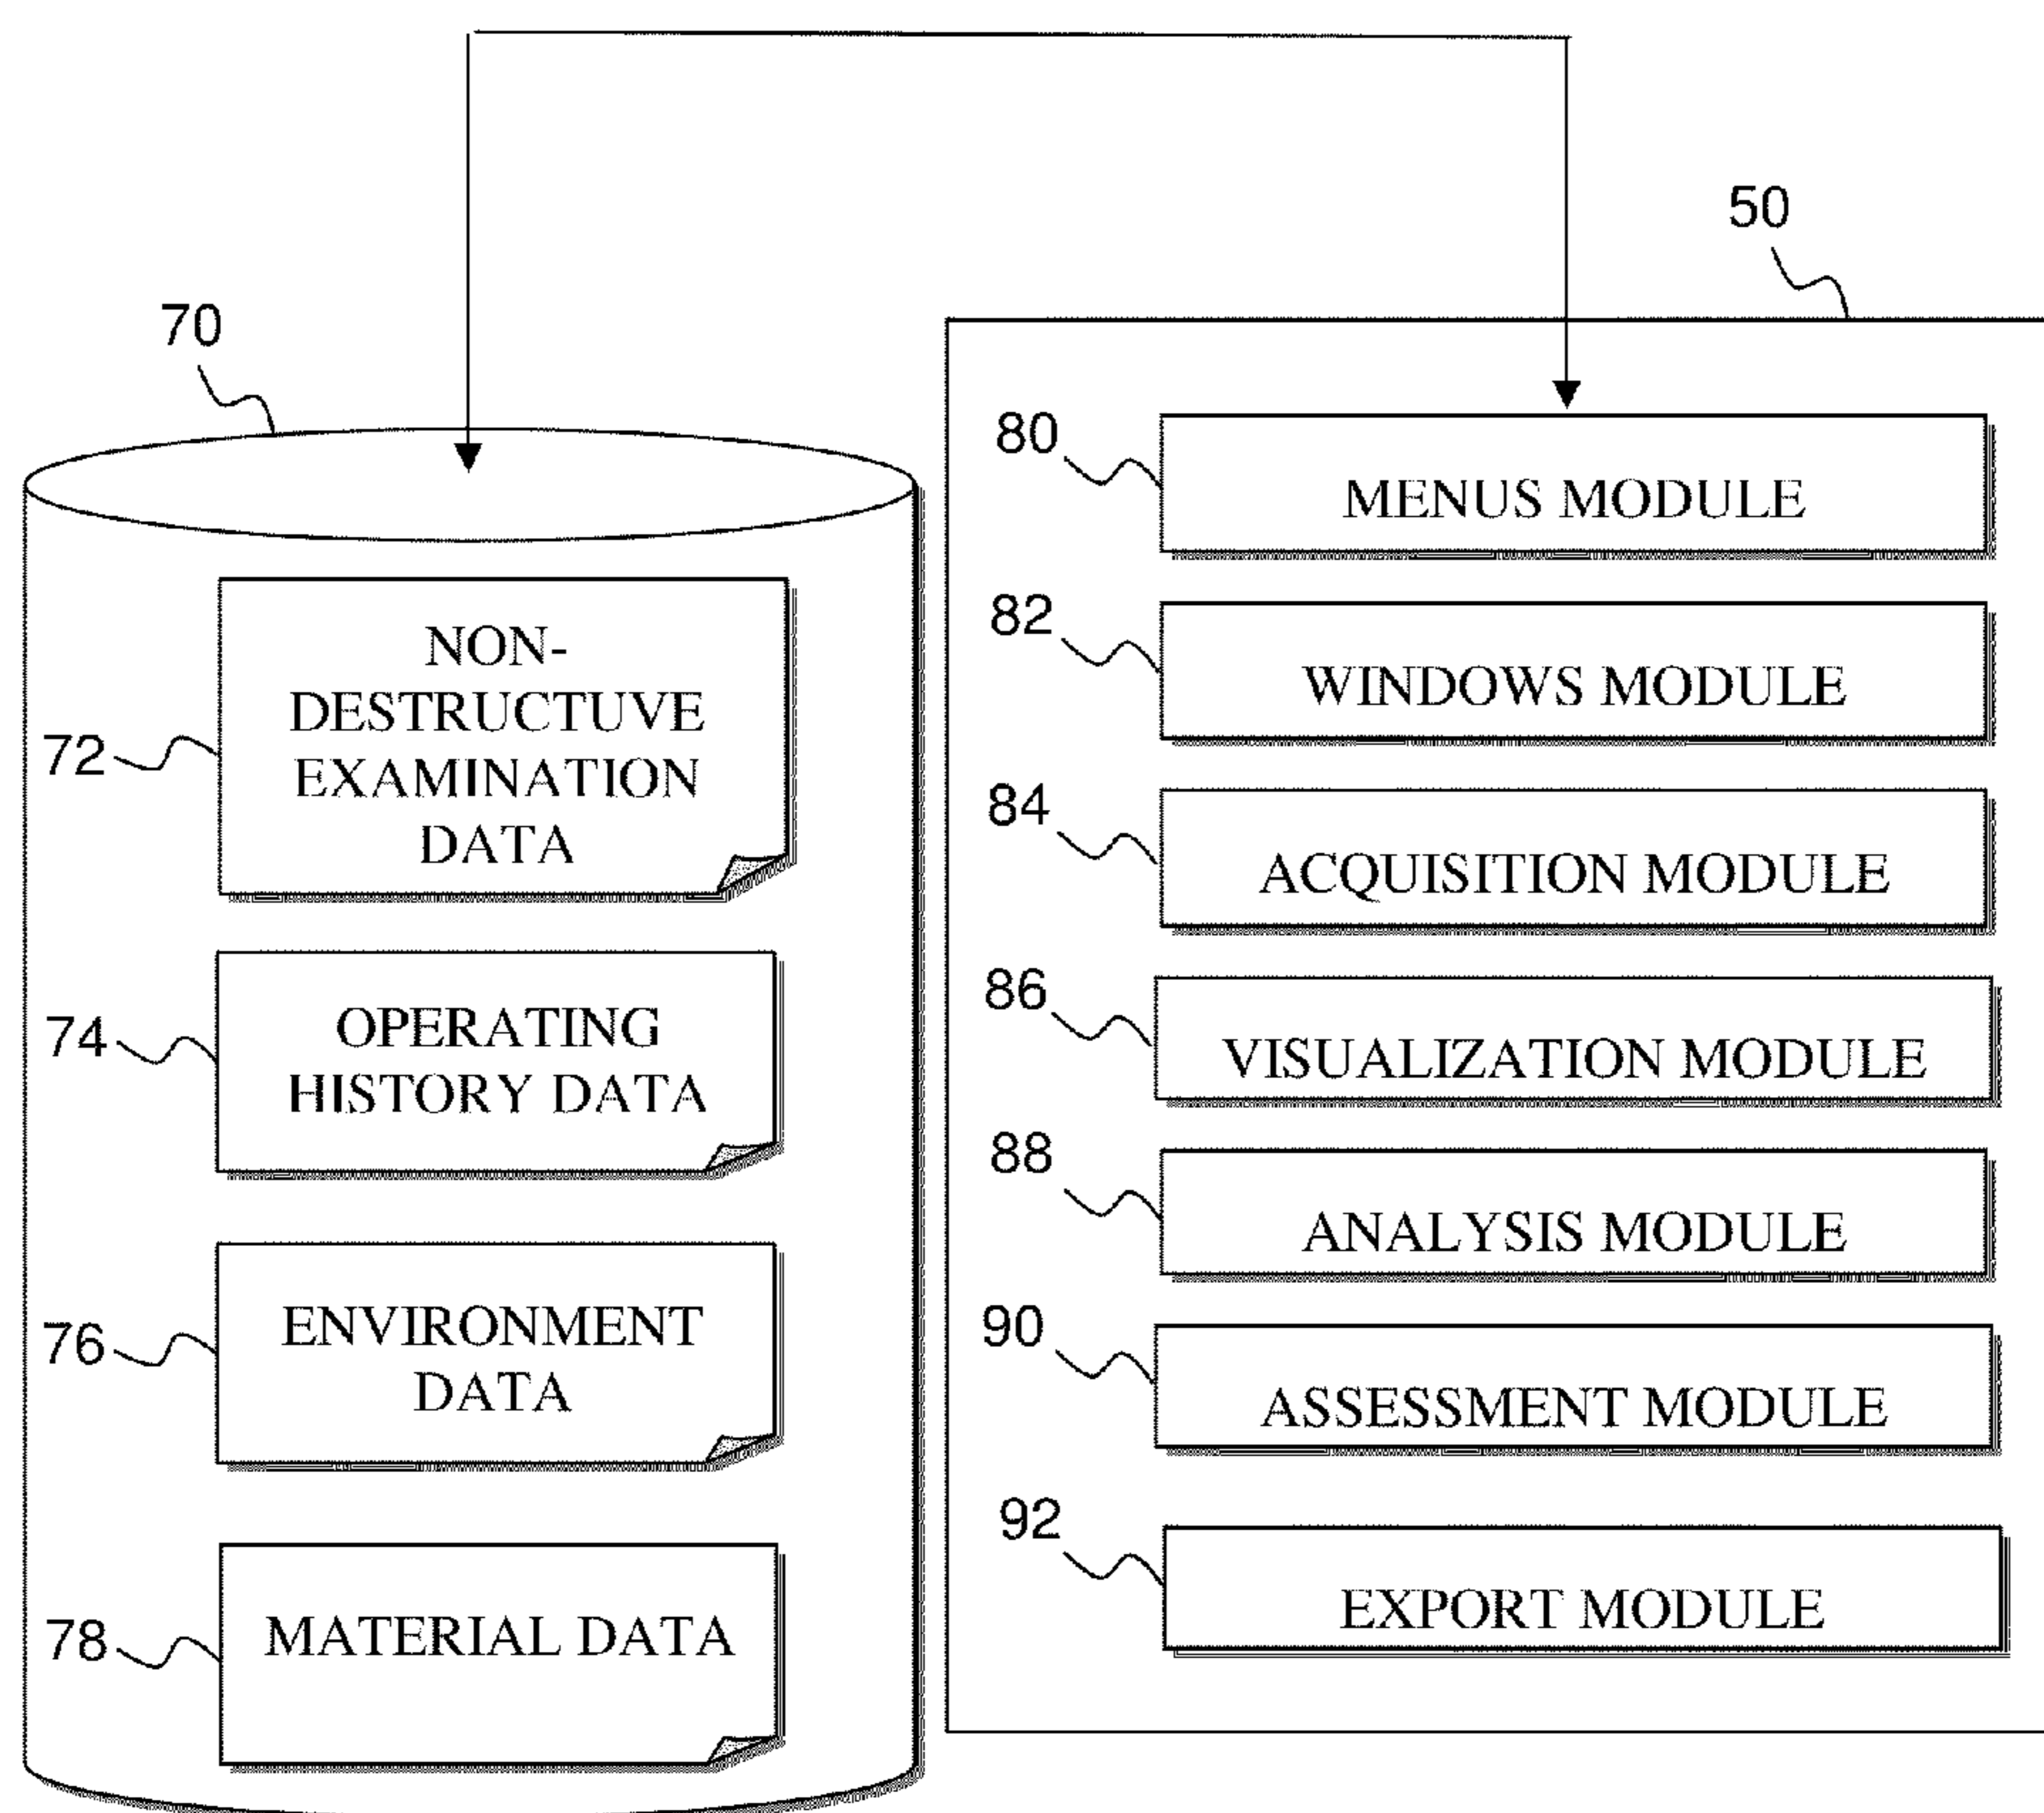 50
70
72
NON-
DESTRUCTUVE
EXAMINATION
DATA
74
OPERATING
HISTORY DATA
76
ENVIRONMENT
DATA
78
MATERIAL DATA
80
MENUS MODULE
82
WINDOWS MODULE
84
ACQUISITION MODULE
86
VISUALIZATION MODULE
88
ANALYSIS MODULE
90
ASSESSMENT MODULE
92
EXPORT MODULE